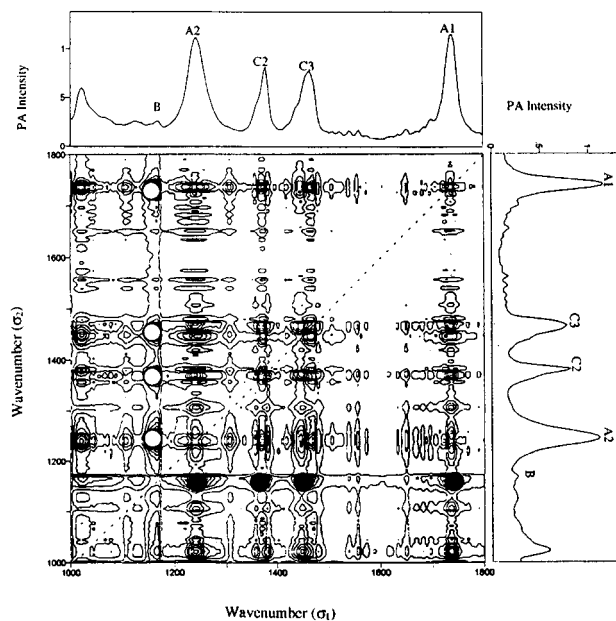 A2
A1
C2
C3
B
PA Intensity
1
5
0
PA Intensity
.5
1
1800
1600
1400
1200
1000
Wavenumber (σ2)
A1
C3
C2
A2
B
1000
1200
1400
1600
1800
Wavenumber (σ1)